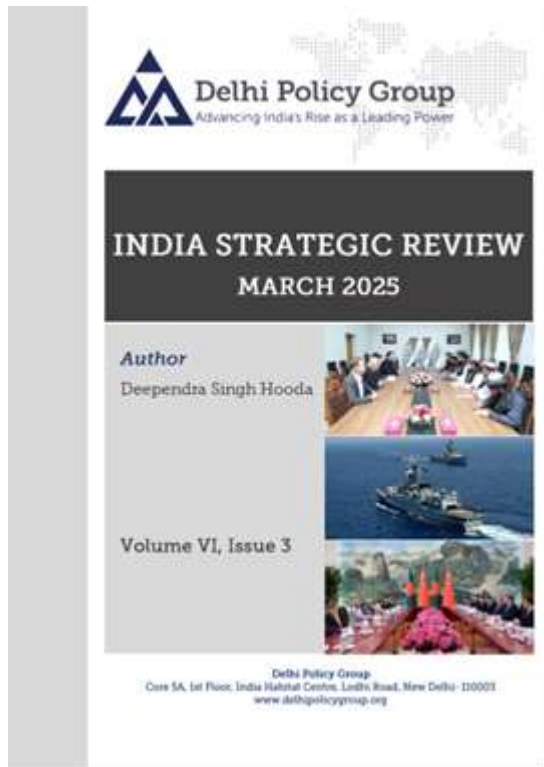 Delhi Policy Group
Advancing India's Rise as a Leading Power
INDIA STRATEGIC REVIEW
MARCH 2025
Author
Deependra Singh Hooda
Volume VI, Issue 3
Delhi Policy Group
Core 5A, 1st Floor, India Habitat Centre, Lodhi Road, New Delhi- 110003
www.delhipolicygroup.org